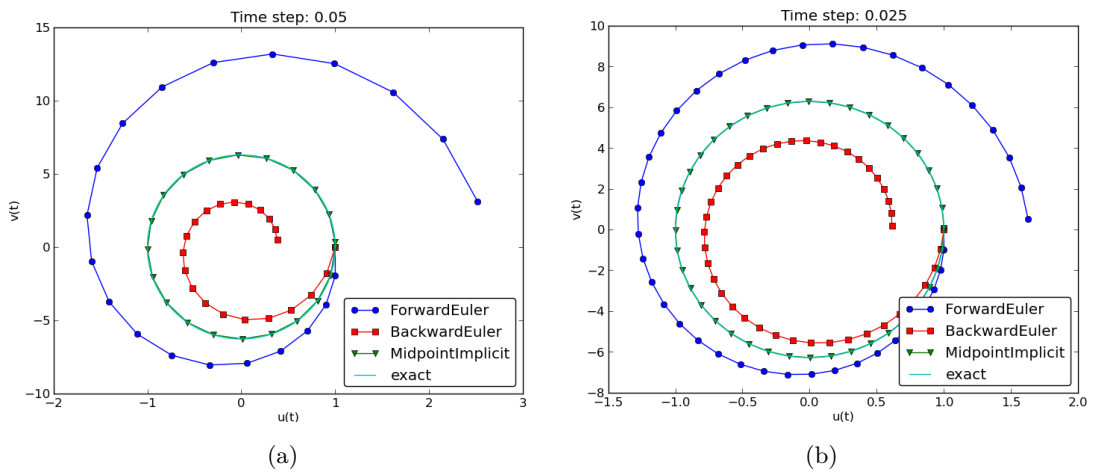 Time step: 0.05
15
10
5
0
−5
−10
v(t)
−2
−1
0
1
2
3
u(t)
ForwardEuler
BackwardEuler
MidpointImplicit
exact
(a)
Time step: 0.025
10
8
6
4
2
0
−2
−4
−6
−8
v(t)
−1.5
−1.0
−0.5
0.0
0.5
1.0
1.5
2.0
u(t)
ForwardEuler
BackwardEuler
MidpointImplicit
exact
(b)